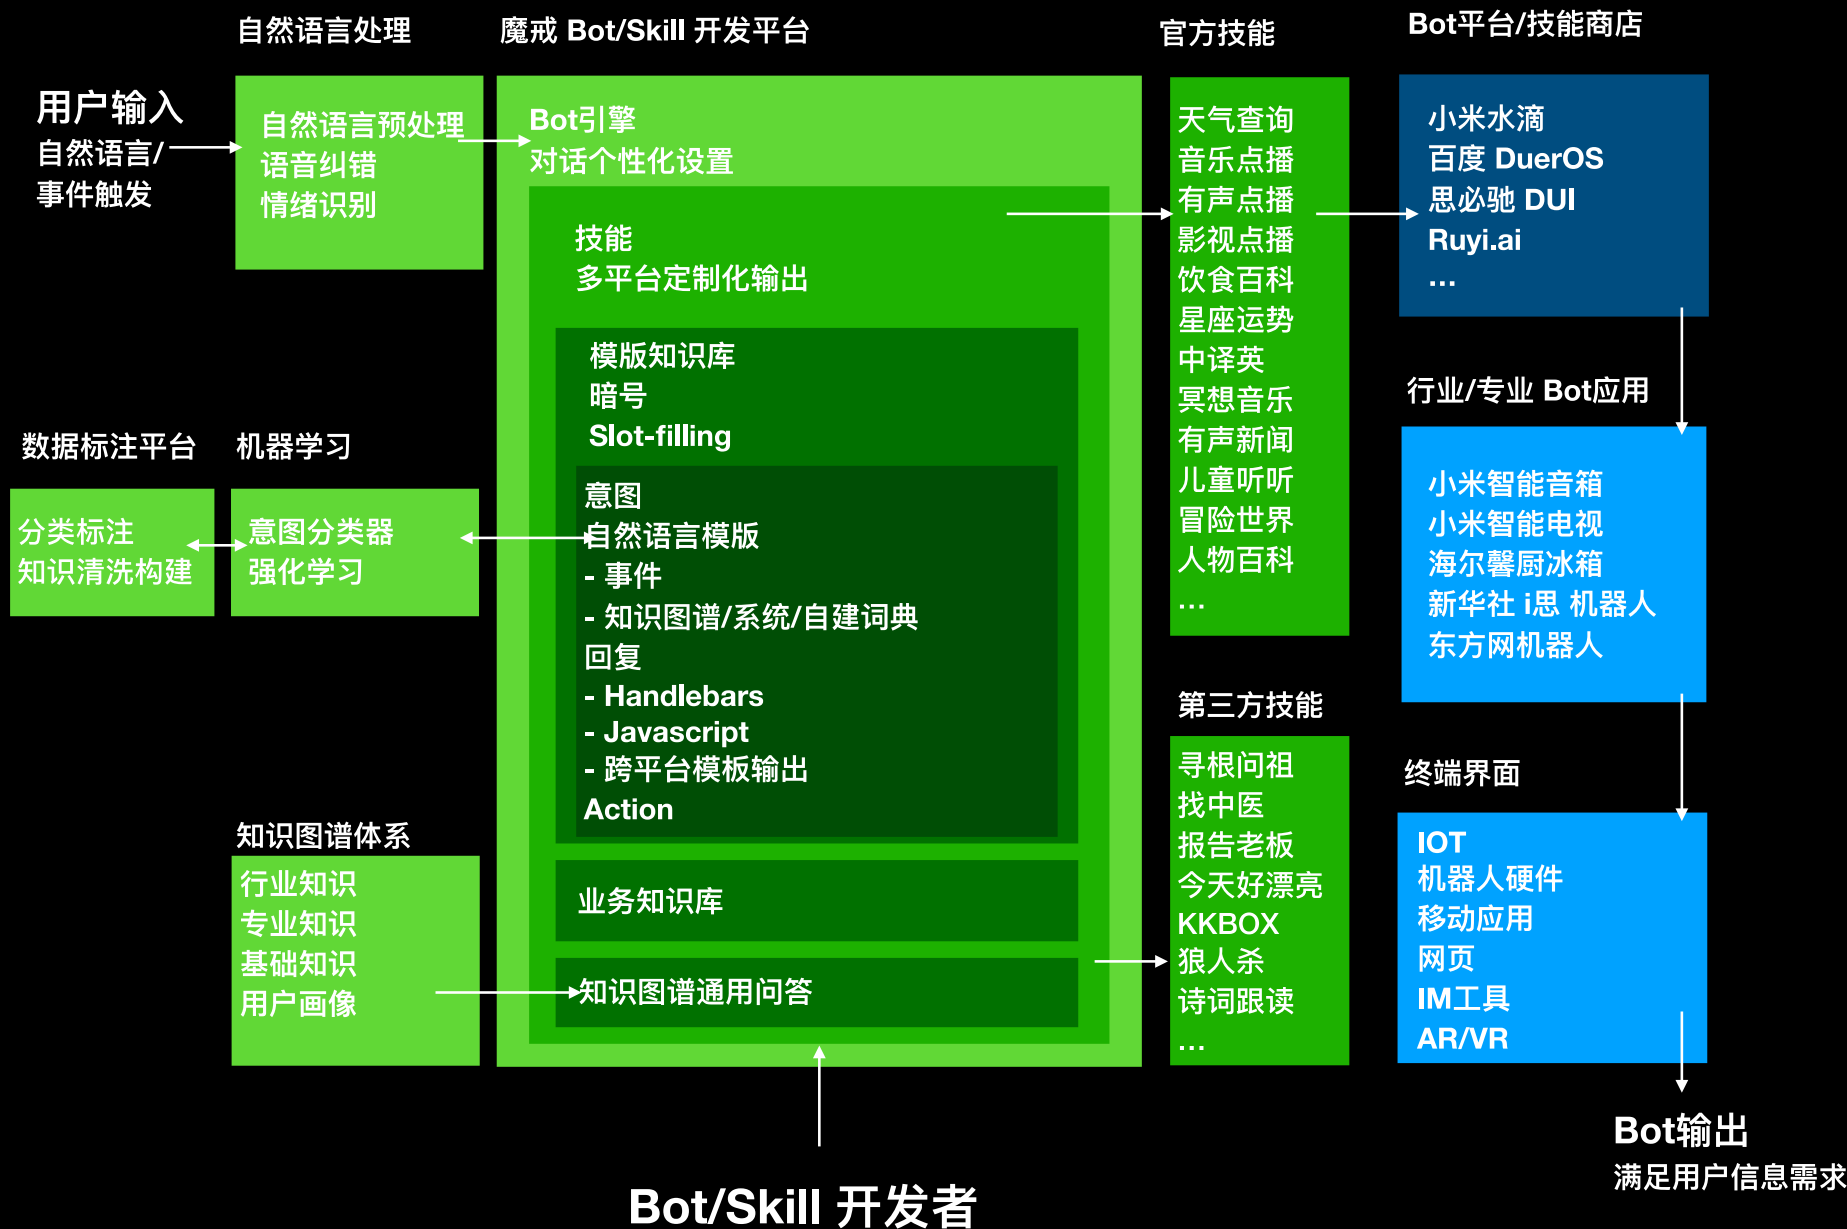 用户输入
自然语言/
事件触发
自然语言处理
自然语言预处理
语音纠错
情绪识别
数据标注平台
分类标注
知识清洗构建
机器学习
意图分类器
强化学习
知识图谱体系
行业知识
专业知识
基础知识
用户画像
魔戒 Bot/Skill 开发平台
Bot引擎
对话个性化设置
技能
多平台定制化输出
模版知识库
暗号
Slot-filling
意图
自然语言模版
- 事件
- 知识图谱/系统/自建词典
回复
- Handlebars
- Javascript
- 跨平台模板输出
Action
业务知识库
知识图谱通用问答
Bot/Skill 开发者
官方技能
天气查询
音乐点播
有声点播
影视点播
饮食百科
星座运势
中译英
冥想音乐
有声新闻
儿童听听
冒险世界
人物百科
...
第三方技能
寻根问祖
找中医
报告老板
今天好漂亮
KKBOX
狼人杀
诗词跟读
...
Bot平台/技能商店
小米水滴
百度 DuerOS
思必驰 DUI
Ruyi.ai
...
行业/专业 Bot应用
小米智能音箱
小米智能电视
海尔馨厨冰箱
新华社 i思 机器人
东方网机器人
终端界面
IOT
机器人硬件
移动应用
网页
IM工具
AR/VR
Bot输出
满足用户信息需求